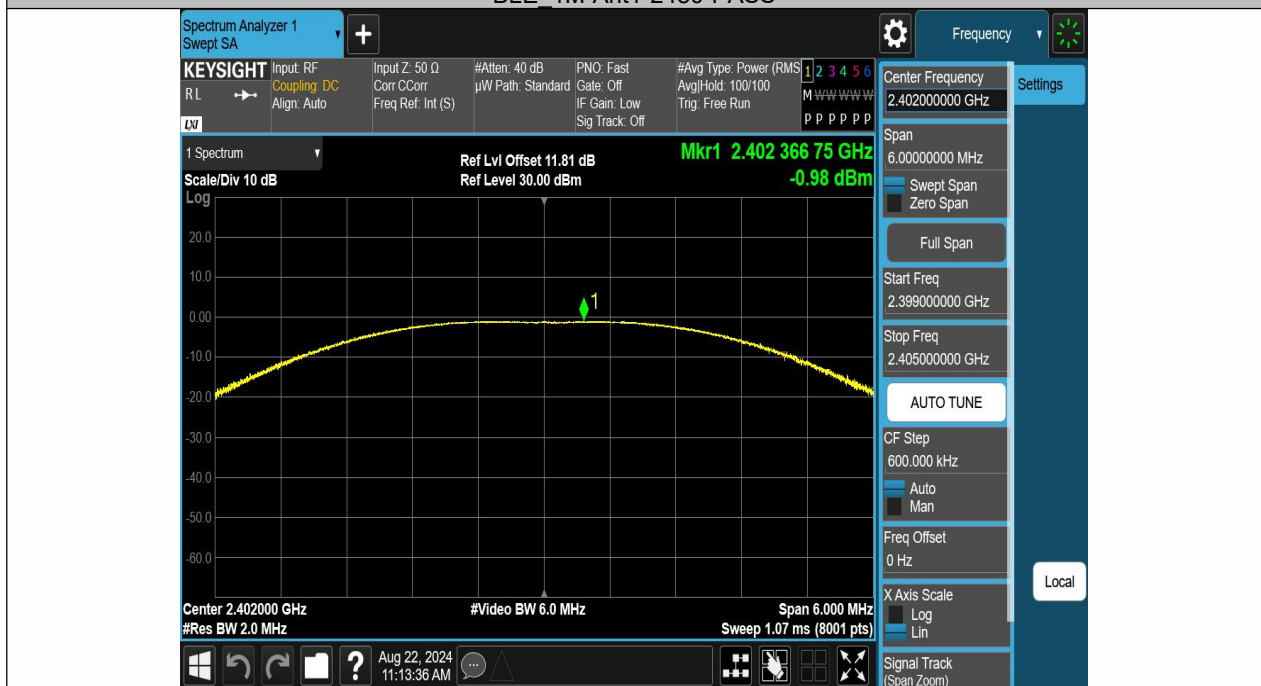 Spectrum Analyzer 1
Swept SA
Frequency
KEYSIGHT
RL
LXI
Input: RF
Coupling: DC
Align: Auto
Input Z: 50 Ω
Corr CCorr
Freq Ref: Int (S)
#Atten: 40 dB
µW Path: Standard
PNO: Fast
Gate: Off
IF Gain: Low
Sig Track: Off
#Avg Type: Power (RMS
Avg|Hold: 100/100
Trig: Free Run
1 2 3 4 5 6
M W W W W W
P P P P P P
1 Spectrum
Scale/Div 10 dB
Log
Ref Lvl Offset 11.81 dB
Ref Level 30.00 dBm
Mkr1 2.402 366 75 GHz
-0.98 dBm
20.0
10.0
0.00
-10.0
-20.0
-30.0
-40.0
-50.0
-60.0
1
Center 2.402000 GHz
#Res BW 2.0 MHz
#Video BW 6.0 MHz
Span 6.000 MHz
Sweep 1.07 ms (8001 pts)
Aug 22, 2024
11:13:36 AM
Center Frequency
2.402000000 GHz
Settings
Span
6.00000000 MHz
Swept Span
Zero Span
Full Span
Start Freq
2.399000000 GHz
Stop Freq
2.405000000 GHz
AUTO TUNE
CF Step
600.000 kHz
Auto
Man
Freq Offset
0 Hz
Local
X Axis Scale
Log
Lin
Signal Track
(Span Zoom)